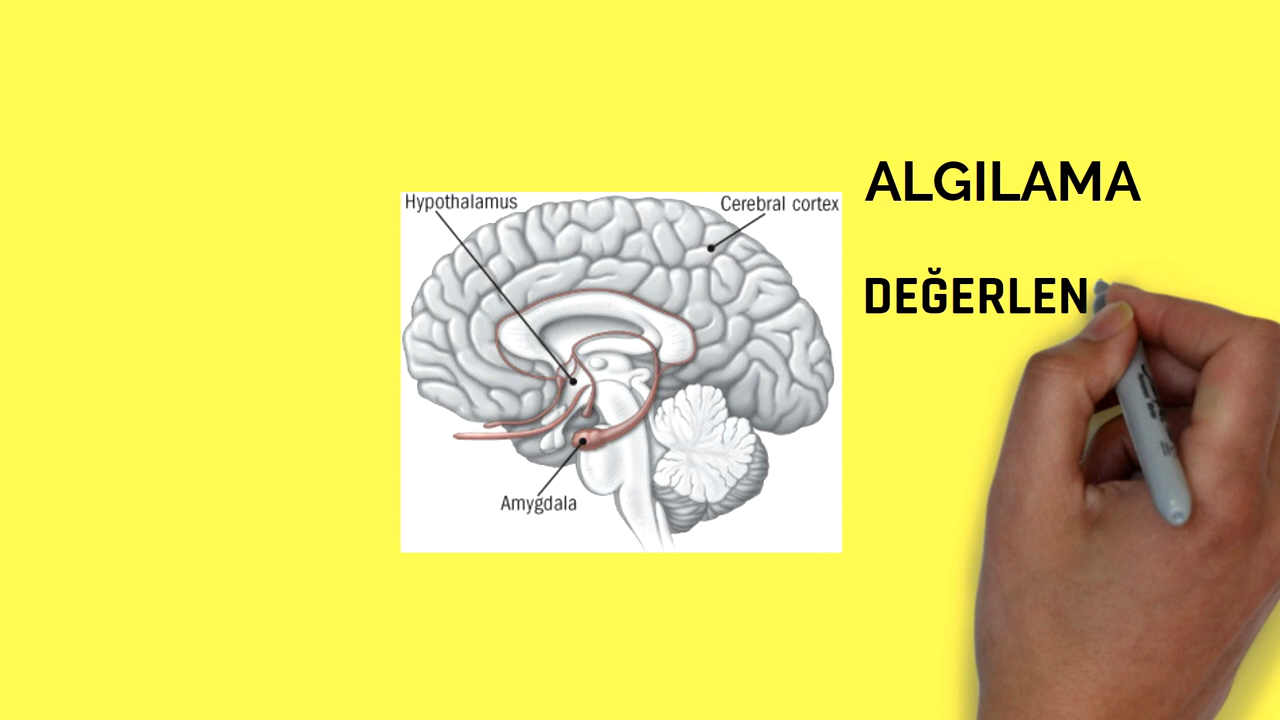 Hypothalamus
Cerebral cortex
Amygdala
ALGILAMA
DEĞERLEN